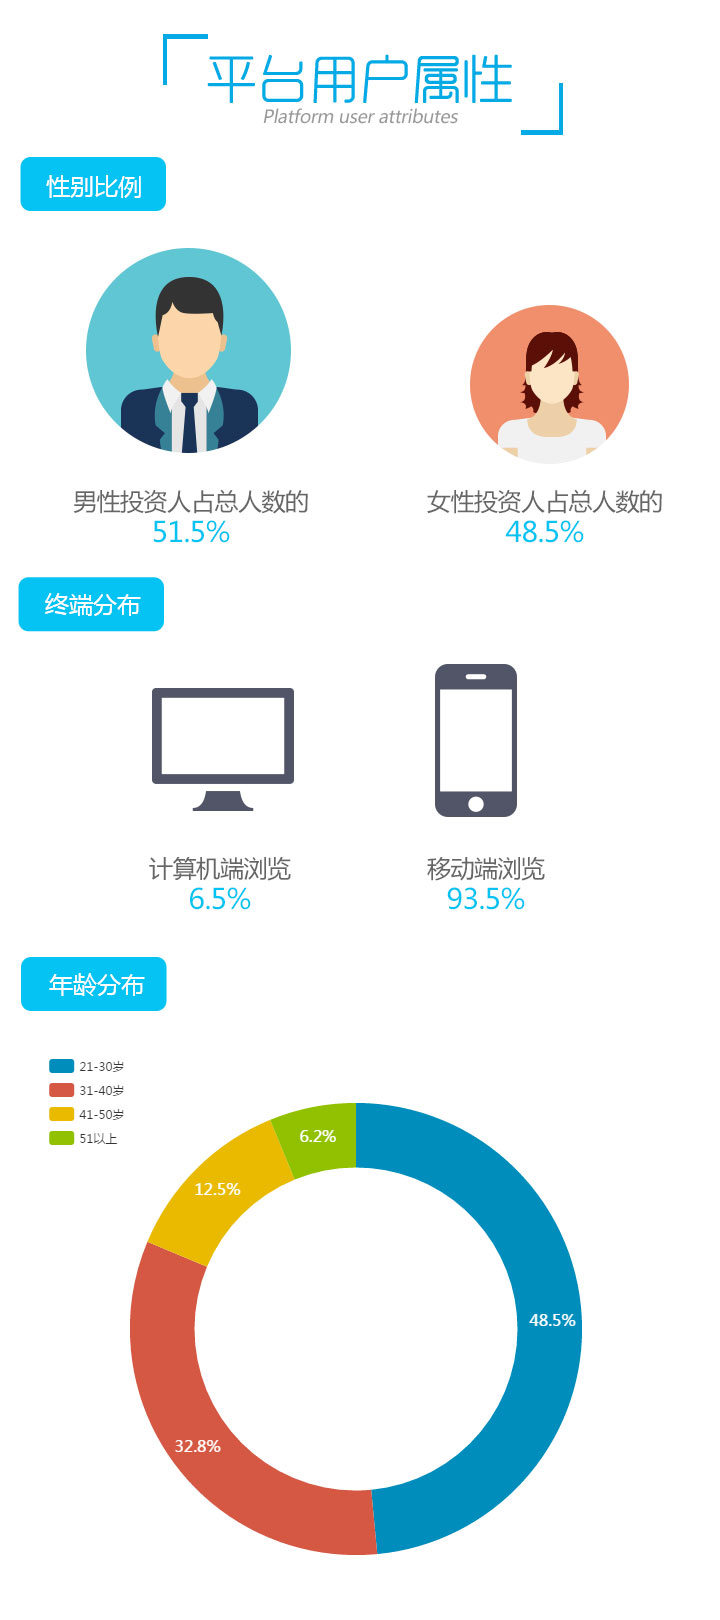 平台用户属性
Platform user attributes
性别比例
男性投资人占总人数的
51.5%
女性投资人占总人数的
48.5%
终端分布
计算机端浏览
6.5%
移动端浏览
93.5%
年龄分布
21-30岁
31-40岁
41-50岁
51以上
6.2%
12.5%
48.5%
32.8%